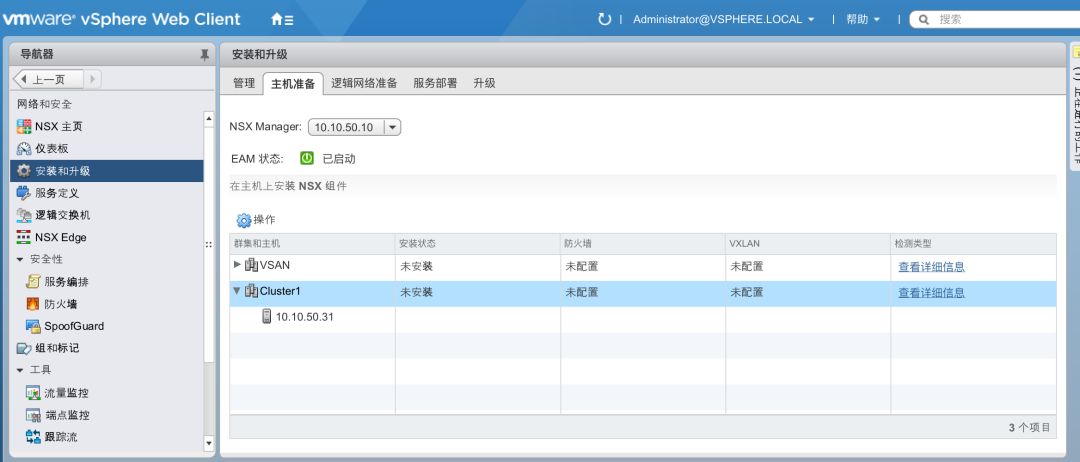 vmware® vSphere Web Client
Administrator@VSPHERE.LOCAL
帮助
搜索
导航器
上一页
网络和安全
NSX 主页
仪表板
安装和升级
服务定义
逻辑交换机
NSX Edge
安全性
服务编排
防火墙
SpoofGuard
组和标记
工具
流量监控
端点监控
跟踪流
安装和升级
管理 主机准备 逻辑网络准备 服务部署 升级
NSX Manager: 10.10.50.10
EAM 状态: 已启动
在主机上安装 NSX 组件
操作
群集和主机 安装状态 防火墙 VXLAN 检测类型
VSAN 未安装 未配置 未配置 查看详细信息
Cluster1 未安装 未配置 未配置 查看详细信息
10.10.50.31
3 个项目